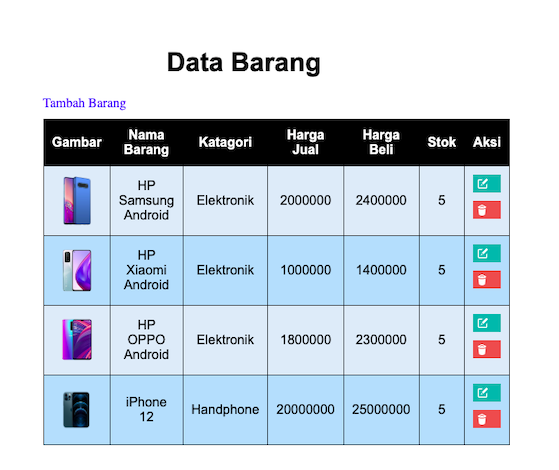 Data Barang
Tambah Barang
Gambar Nama Barang Katagori Harga Jual Harga Beli Stok Aksi
HP Samsung Android Elektronik 2000000 2400000 5
HP Xiaomi Android Elektronik 1000000 1400000 5
HP OPPO Android Elektronik 1800000 2300000 5
iPhone 12 Handphone 20000000 25000000 5